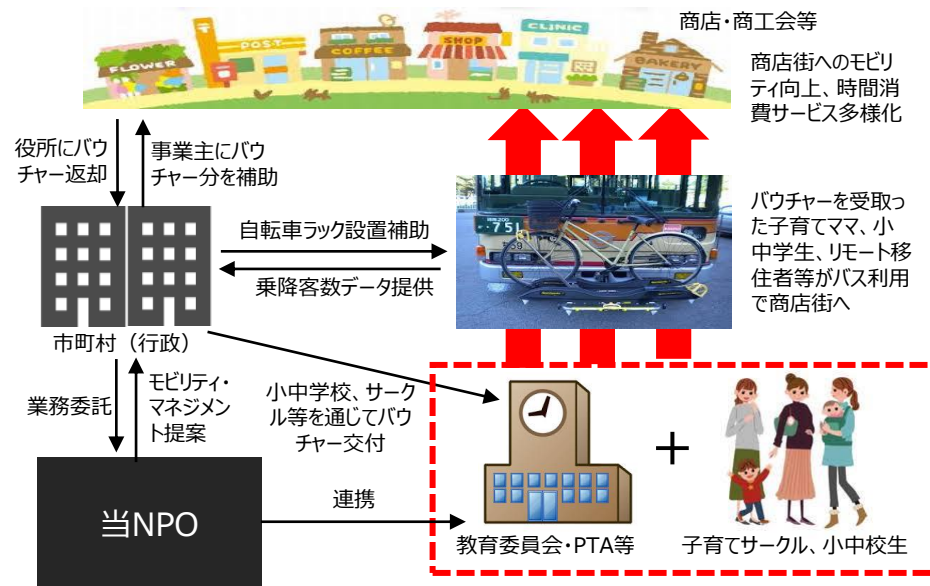 商店・商工会等
FLOWER
POST
COFFEE
SHOP
CLINIC
BAKERY
商店街へのモビリ
ティ向上、時間消
費サービス多様化
役所にバウ
チャー返却
事業主にバウ
チャー分を補助
自転車ラック設置補助
乗降客数データ提供
200
751
バウチャーを受取っ
た子育てママ、小
中学生、リモート移
住者等がバス利用
で商店街へ
市町村（行政）
業務委託
モビリティ・
マネジメン
ト提案
小中学校、サーク
ル等を通じてバウ
チャー交付
当NPO
連携
＋
教育委員会・PTA等
子育てサークル、小中校生